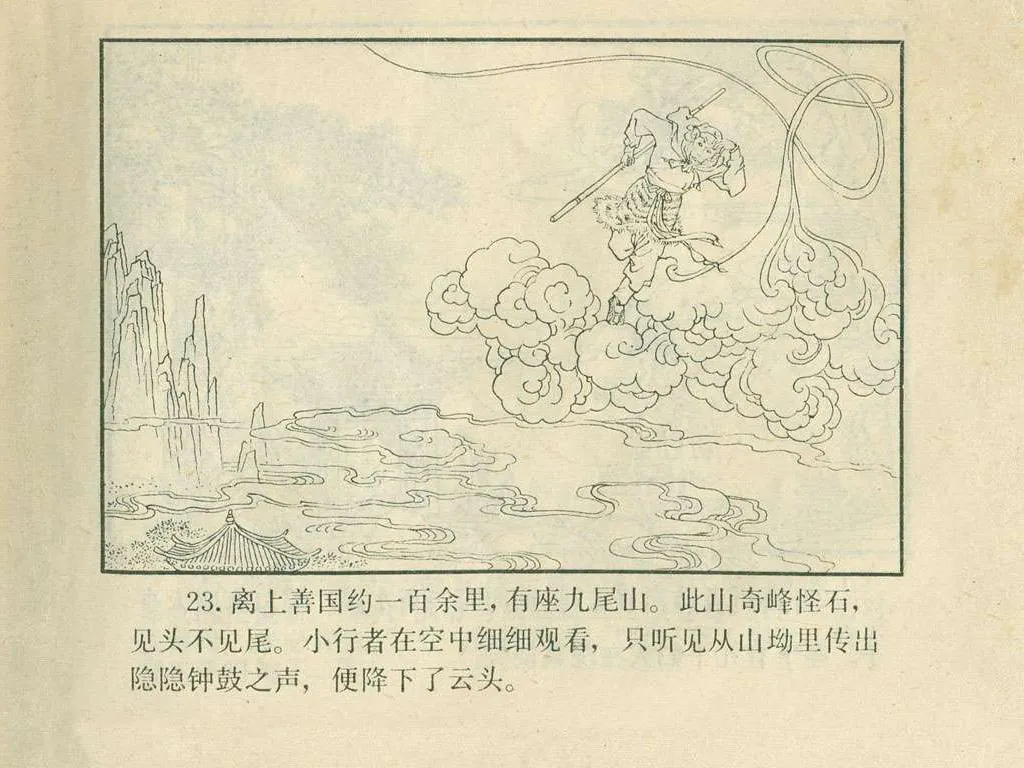 23. 离上善国约一百余里，有座九尾山。此山奇峰怪石，
见头不见尾。小行者在空中细细观看，只听见从山坳里传出
隐隐钟鼓之声，便降下了云头。